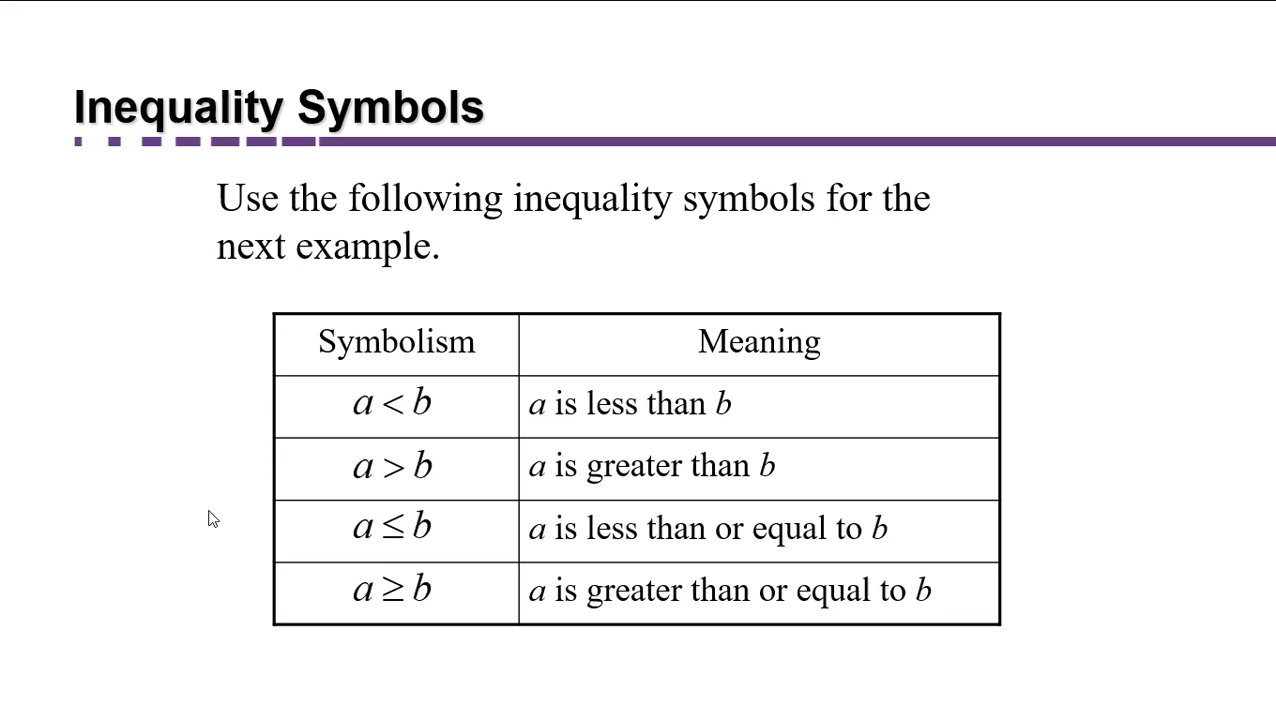 Inequality Symbols
Use the following inequality symbols for the
next example.
Symbolism Meaning
a < b a is less than b
a > b a is greater than b
a ≤ b a is less than or equal to b
a ≥ b a is greater than or equal to b